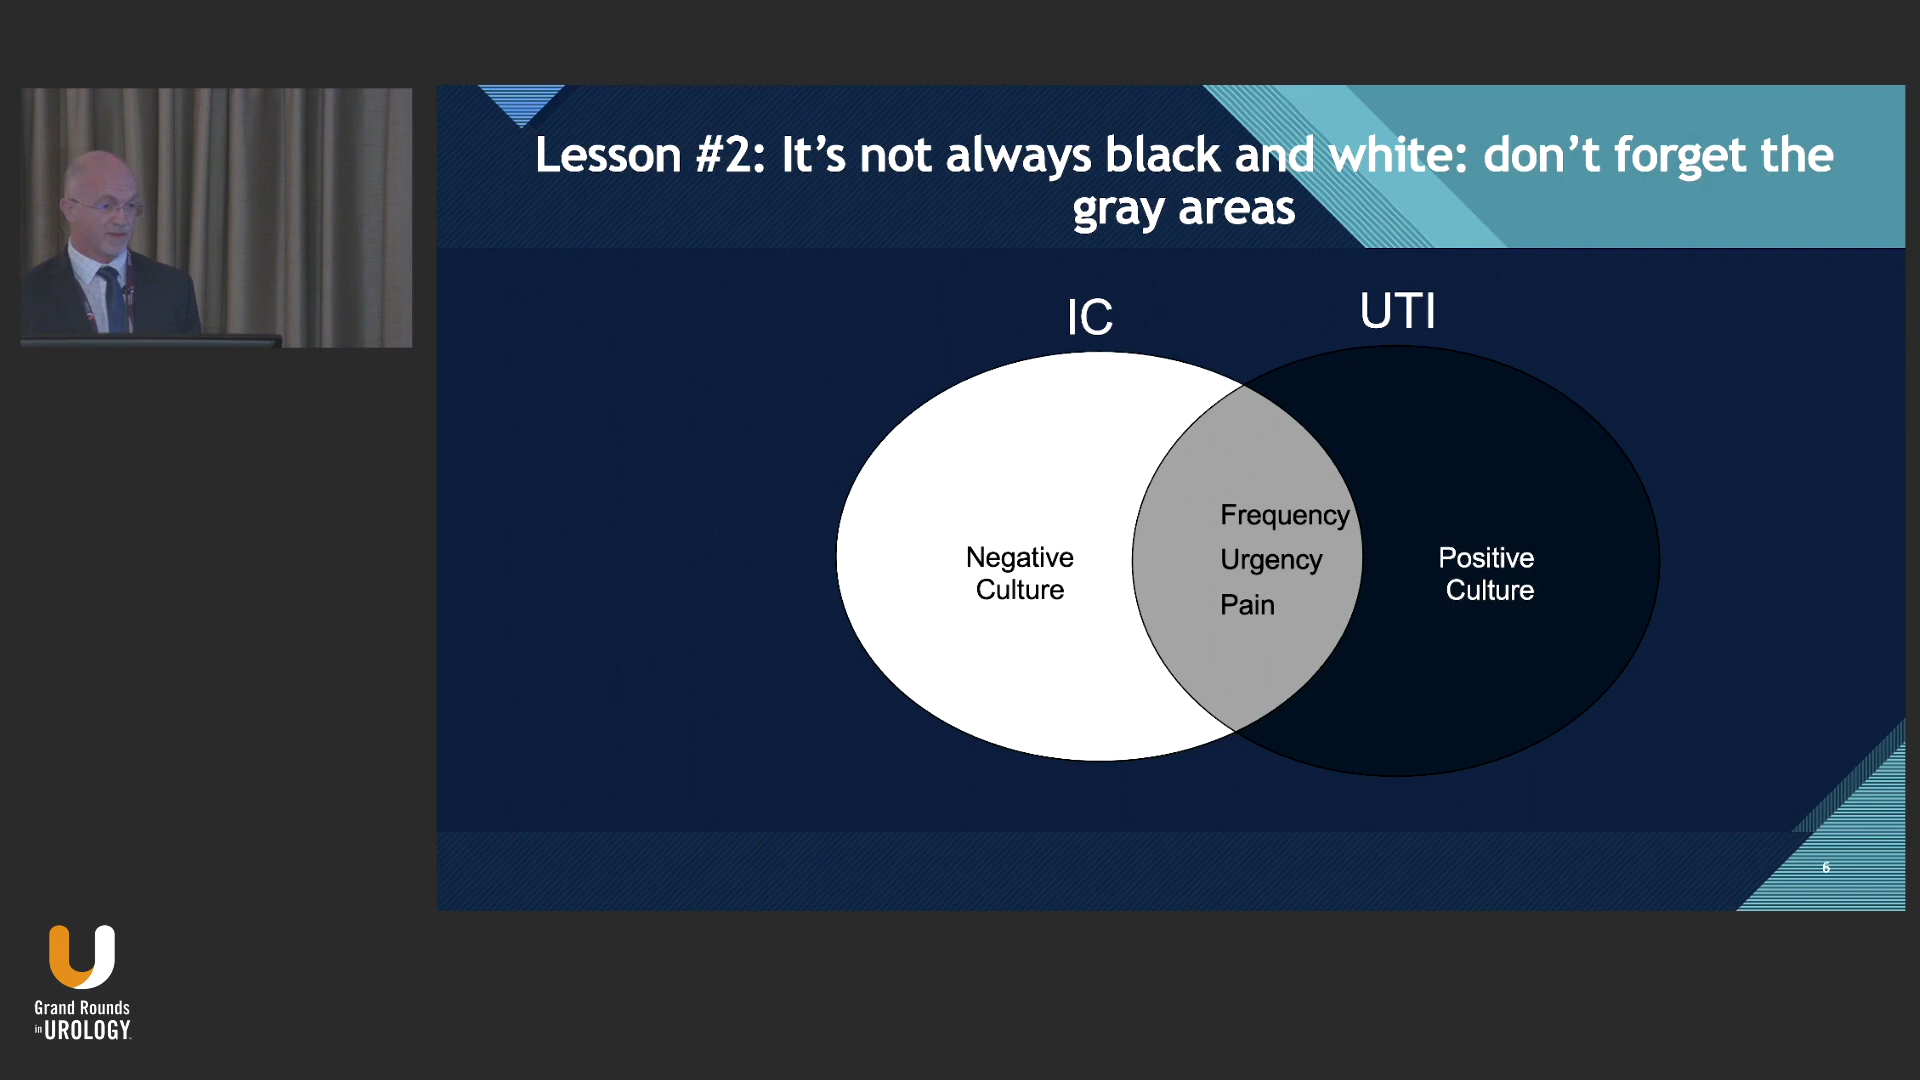 Lesson #2: It’s not always black and white: don’t forget the
gray areas
IC
UTI
Negative
Culture
Frequency
Urgency
Pain
Positive
Culture
6
Grand Rounds
in UROLOGY